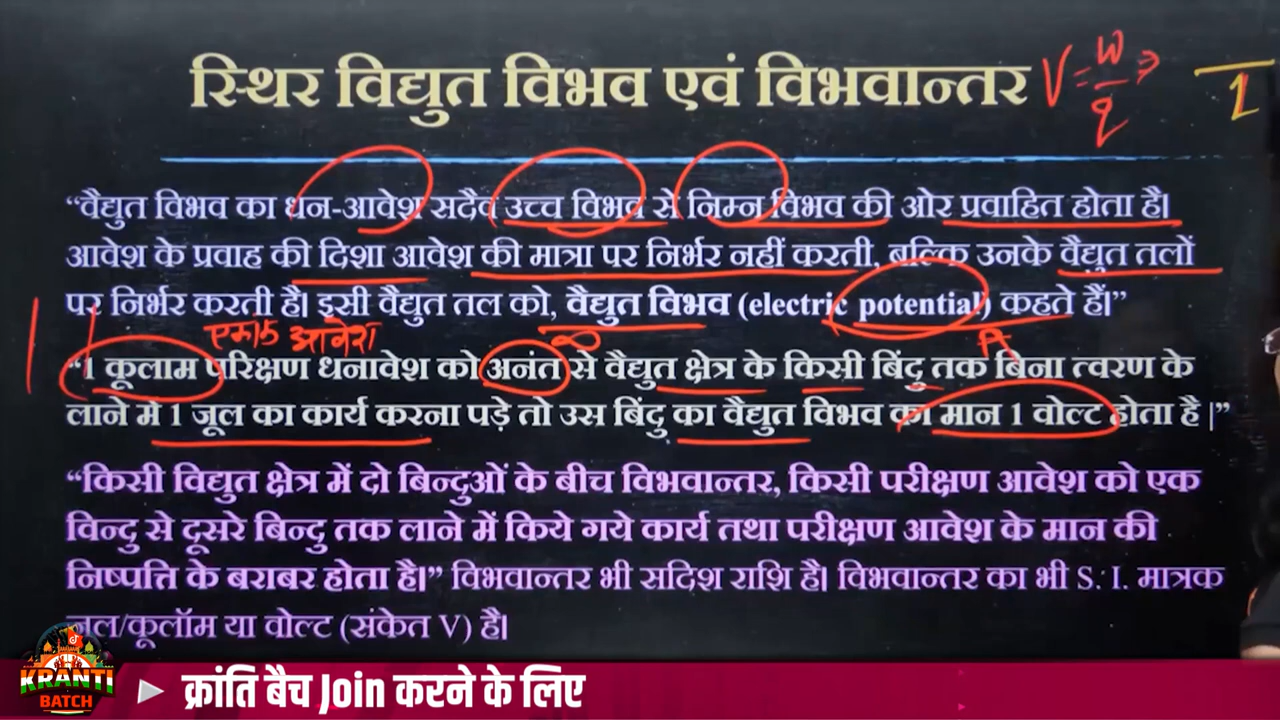 स्थिर विद्युत विभव एवं विभवान्तर V = W/q ⇒ 1
“वैद्युत विभव का धन-आवेश सदैव उच्च विभव से निम्न विभव की ओर प्रवाहित होता है।
आवेश के प्रवाह की दिशा आवेश की मात्रा पर निर्भर नहीं करती, बल्कि उनके वैद्युत तलों
पर निर्भर करती है। इसी वैद्युत तल को, वैद्युत विभव (electric potential) कहते हैं।”
एकांक आवेश ∞ A
“1 कूलाम परिक्षण धनावेश को अनंत से वैद्युत क्षेत्र के किसी बिंदु तक बिना त्वरण के
लाने में 1 जूल का कार्य करना पड़े तो उस बिंदु का वैद्युत विभव का मान 1 वोल्ट होता है |”
“किसी विद्युत क्षेत्र में दो बिन्दुओं के बीच विभवान्तर, किसी परीक्षण आवेश को एक
विन्दु से दूसरे बिन्दु तक लाने में किये गये कार्य तथा परीक्षण आवेश के मान की
निष्पत्ति के बराबर होता है।” विभवान्तर भी सदिश राशि है। विभवान्तर का भी S. I. मात्रक
जूल/कूलॉम या वोल्ट (संकेत V) है।
KRANTI
BATCH
क्रांति बैच Join करने के लिए